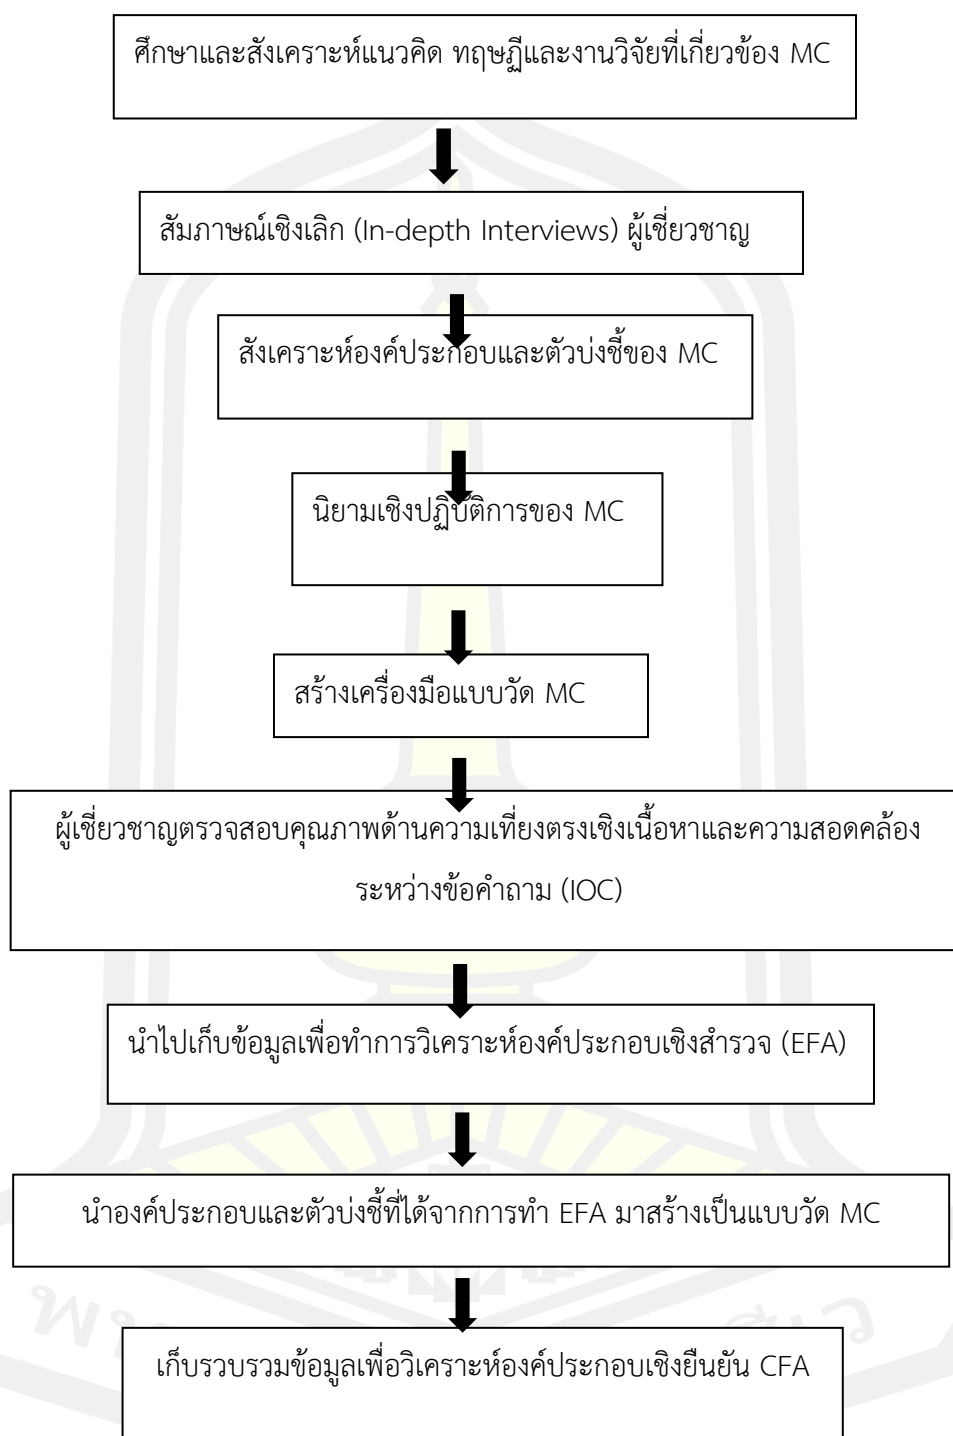 ศึกษาและสังเคราะห์แนวคิด ทฤษฏีและงานวิจัยที่เกี่ยวข้อง MC
สัมภาษณ์เชิงเลิก (In-depth Interviews) ผู้เชี่ยวชาญ
สังเคราะห์องค์ประกอบและตัวบ่งชี้ของ MC
นิยามเชิงปฏิบัติการของ MC
สร้างเครื่องมือแบบวัด MC
ผู้เชี่ยวชาญตรวจสอบคุณภาพด้านความเที่ยงตรงเชิงเนื้อหาและความสอดคล้อง
ระหว่างข้อคำถาม (IOC)
นำไปเก็บข้อมูลเพื่อทำการวิเคราะห์องค์ประกอบเชิงสำรวจ (EFA)
นำองค์ประกอบและตัวบ่งชี้ที่ได้จากการทำ EFA มาสร้างเป็นแบบวัด MC
เก็บรวบรวมข้อมูลเพื่อวิเคราะห์องค์ประกอบเชิงยืนยัน CFA